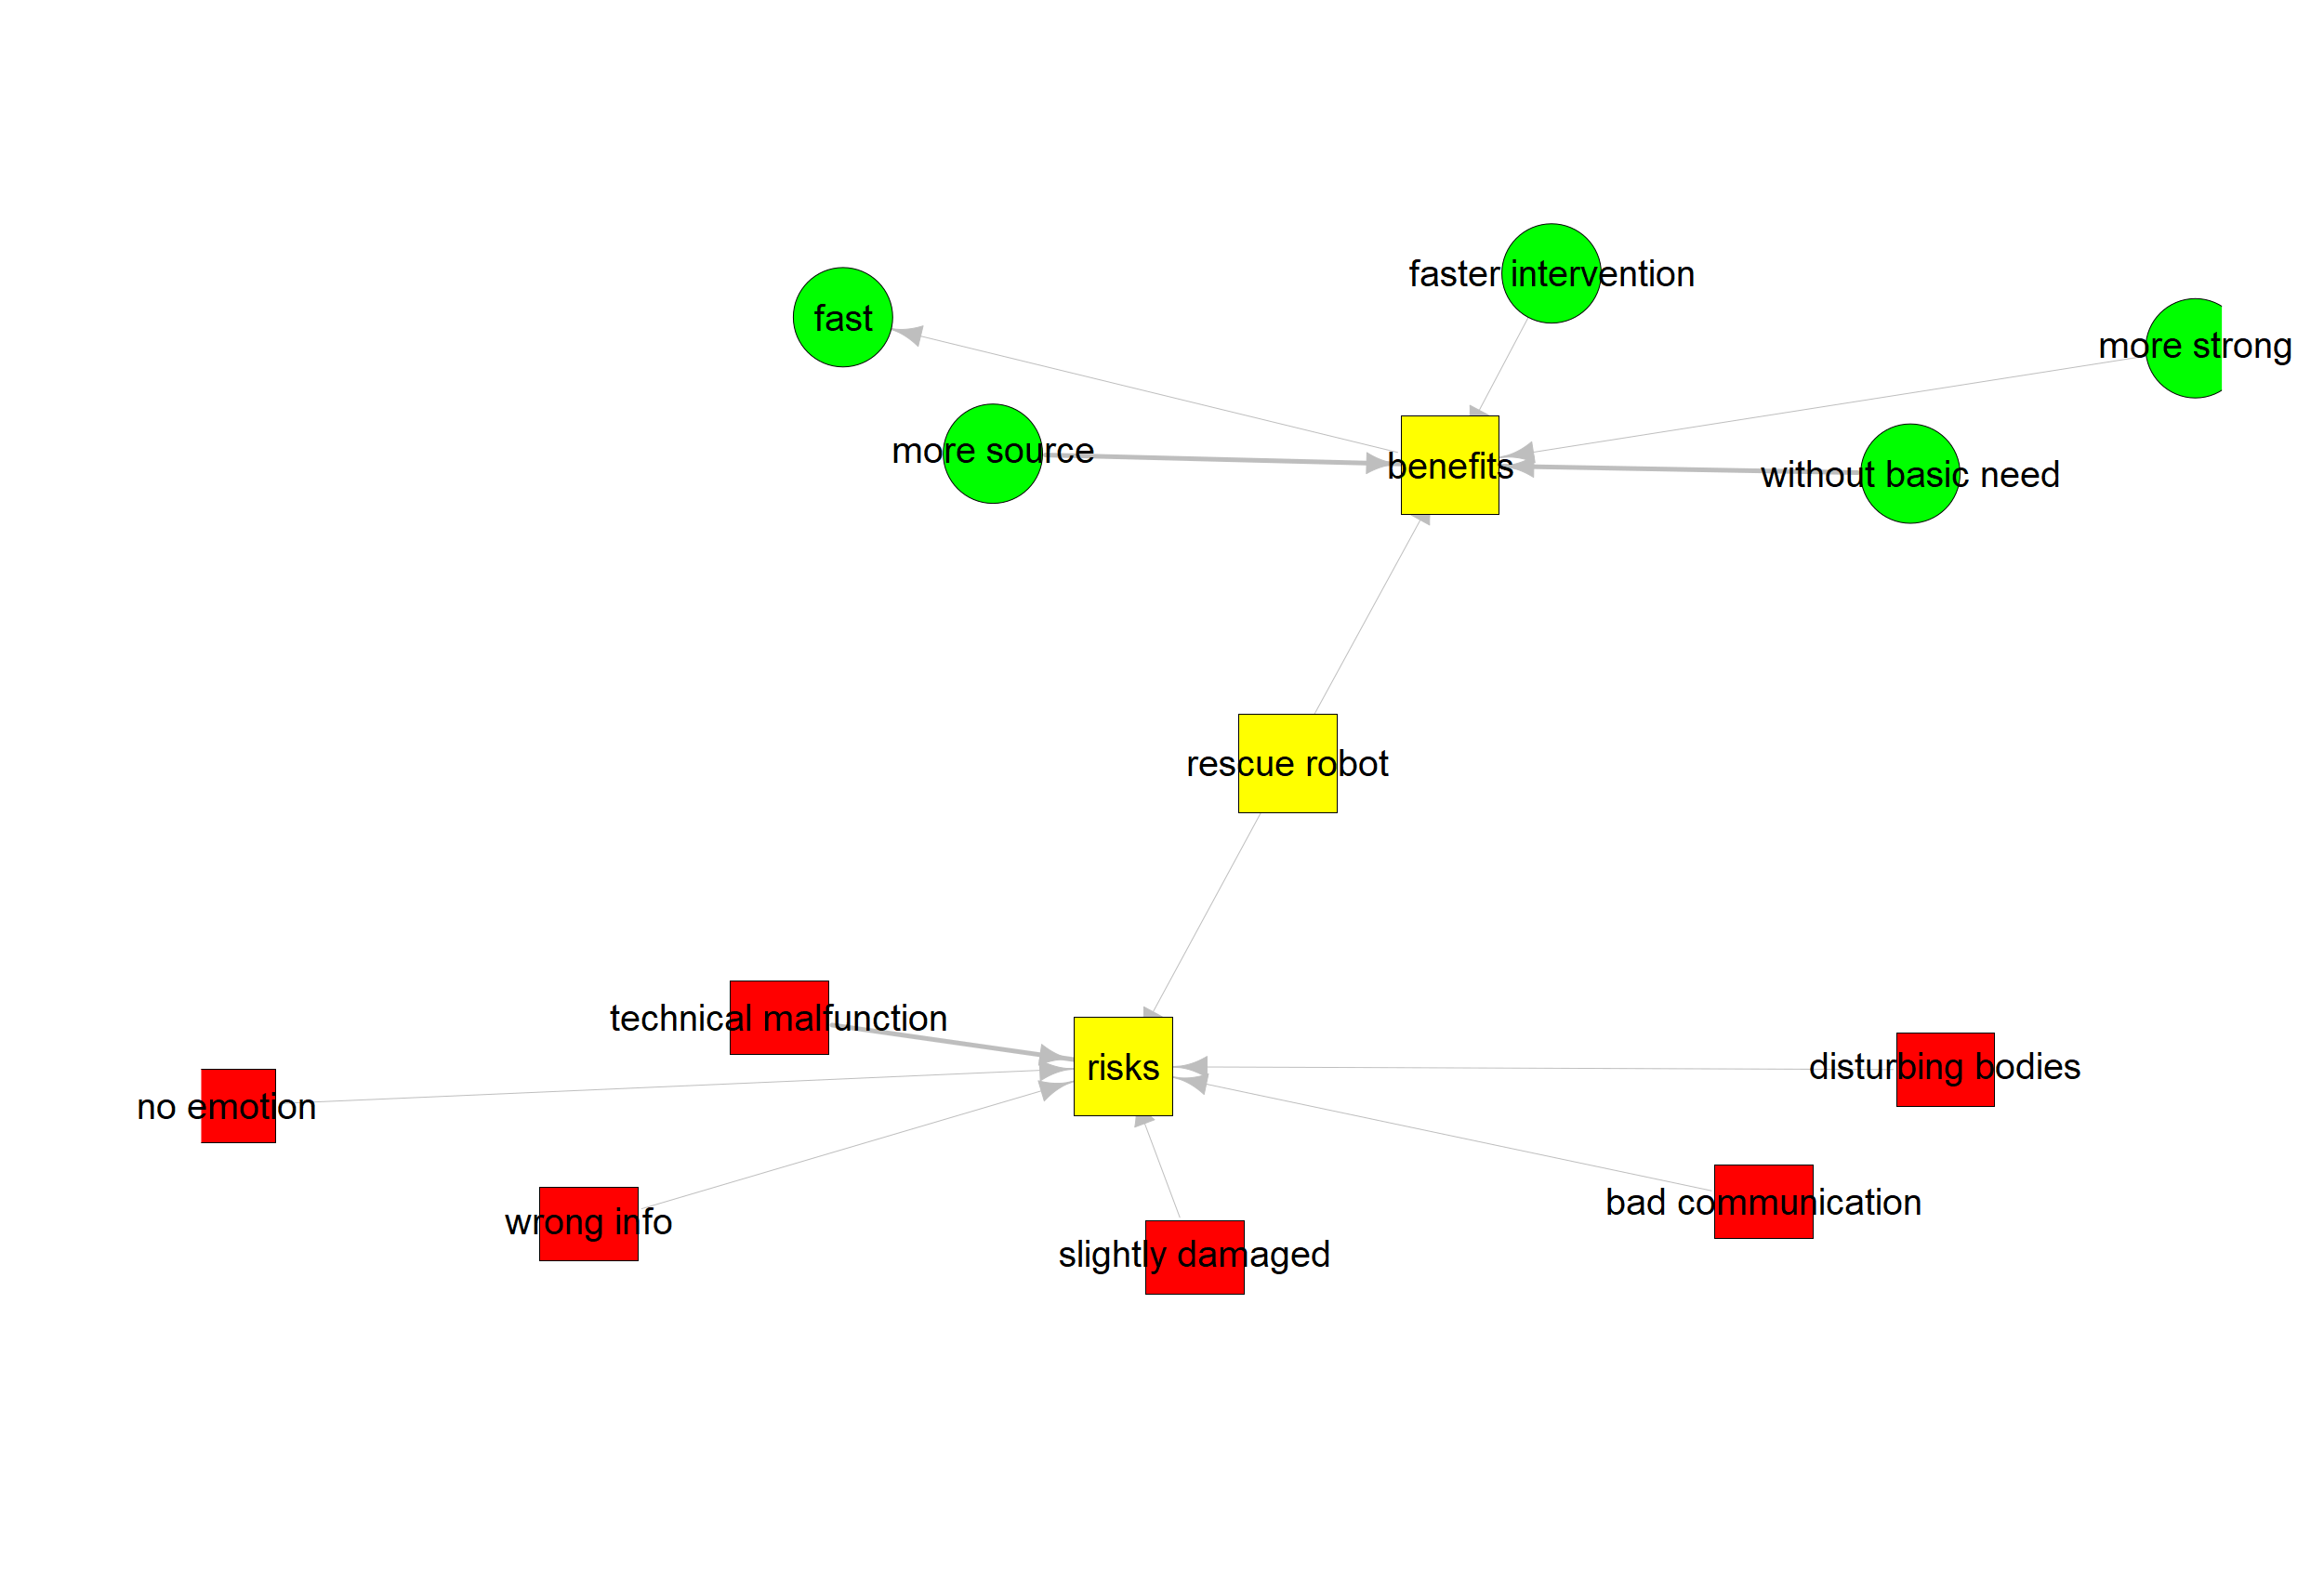 faster intervention
fast
more strong
more source
benefits
without basic need
rescue robot
technical malfunction
risks
disturbing bodies
no emotion
bad communication
wrong info
slightly damaged